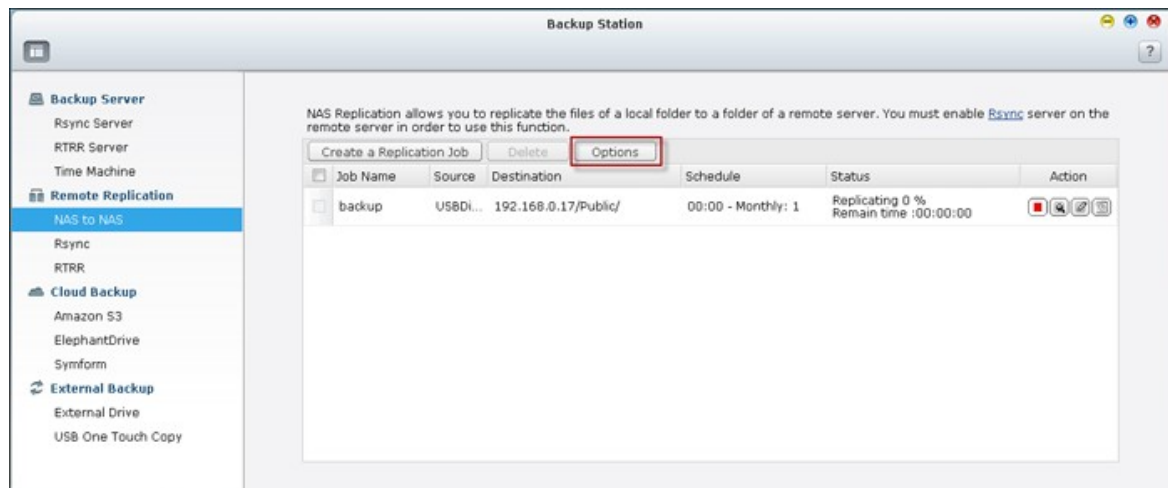 Backup Station
?
Backup Server
Rsync Server
RTRR Server
Time Machine
Remote Replication
NAS to NAS
Rsync
RTRR
Cloud Backup
Amazon S3
ElephantDrive
Symform
External Backup
External Drive
USB One Touch Copy
NAS Replication allows you to replicate the files of a local folder to a folder of a remote server. You must enable Rsync server on the
remote server in order to use this function.
Create a Replication Job Delete Options
Job Name Source Destination Schedule Status Action
backup USBDi... 192.168.0.17/Public/ 00:00 - Monthly: 1 Replicating 0 %
Remain time :00:00:00